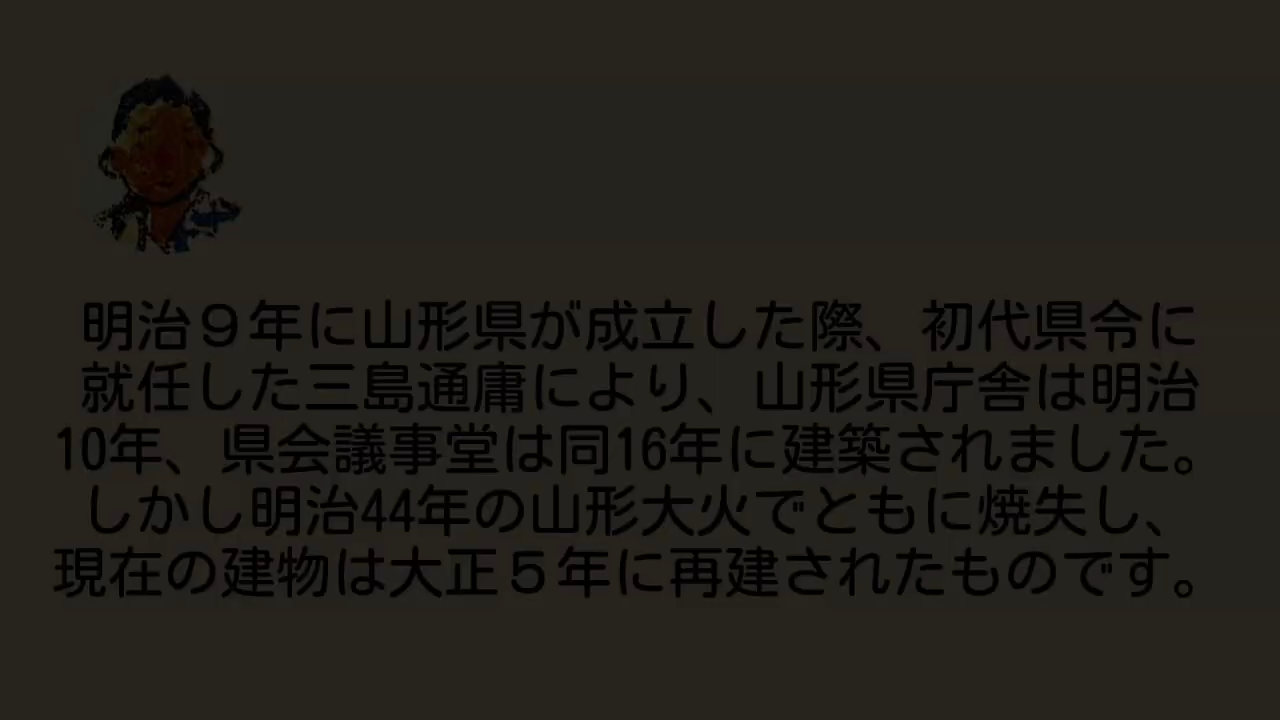 明治９年に山形県が成立した際、初代県令に
就任した三島通庸により、山形県庁舎は明治
10年、県会議事堂は同16年に建築されました。
しかし明治44年の山形大火でともに焼失し、
現在の建物は大正５年に再建されたものです。